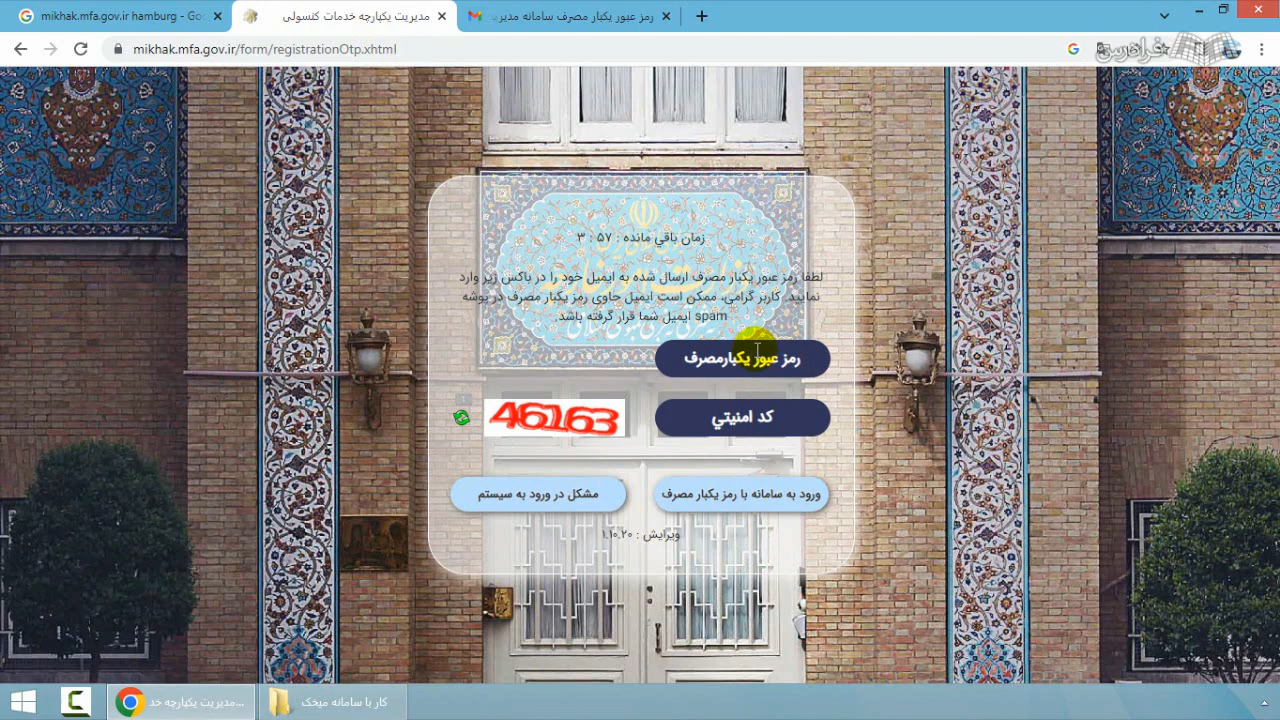 mikhak.mfa.gov.ir hamburg - Go
مدیریت یکپارچه خدمات کنسولی
رمز عبور یکبار مصرف سامانه مدیر
mikhak.mfa.gov.ir/form/registrationOtp.xhtml
فرادرس
زمان باقي مانده : ۵۷ : ۳
لطفا رمز عبور یکبار مصرف ارسال شده به ایمیل خود را در باکس زیر وارد
نمایید. کاربر گرامی، ممکن است ایمیل حاوی رمز یکبار مصرف در پوشه
spam ایمیل شما قرار گرفته باشد.
رمز عبور یکبارمصرف
کد امنيتي
46163
ورود به سامانه با رمز یکبار مصرف
مشکل در ورود به سیستم
ویرایش : ۱.۱۰.۲۰
مدیریت یکپارچه خد...
کار با سامانه میخک